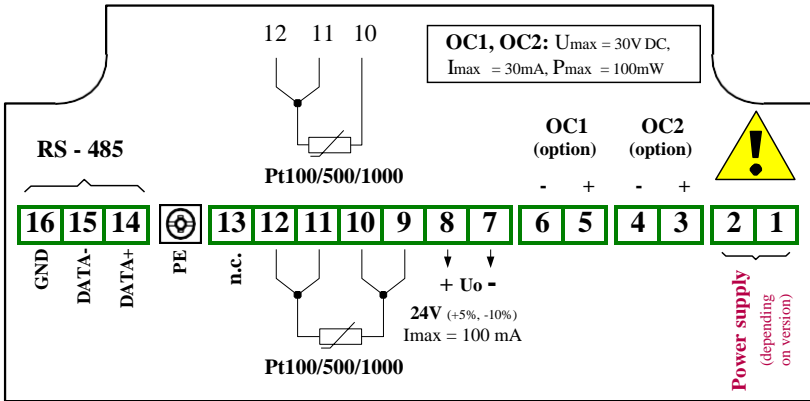 12 11 10
OC1, OC2: Umax = 30V DC,
Imax = 30mA, Pmax = 100mW
RS - 485
Pt100/500/1000
OC1
(option)
- +
OC2
(option)
- +
16 15 14 13 12 11 10 9 8 7 6 5 4 3 2 1
GND
DATA-
DATA+
PE
n.c.
+ Uo -
24V (+5%, -10%)
Imax = 100 mA
Pt100/500/1000
Power supply
(depending
on version)